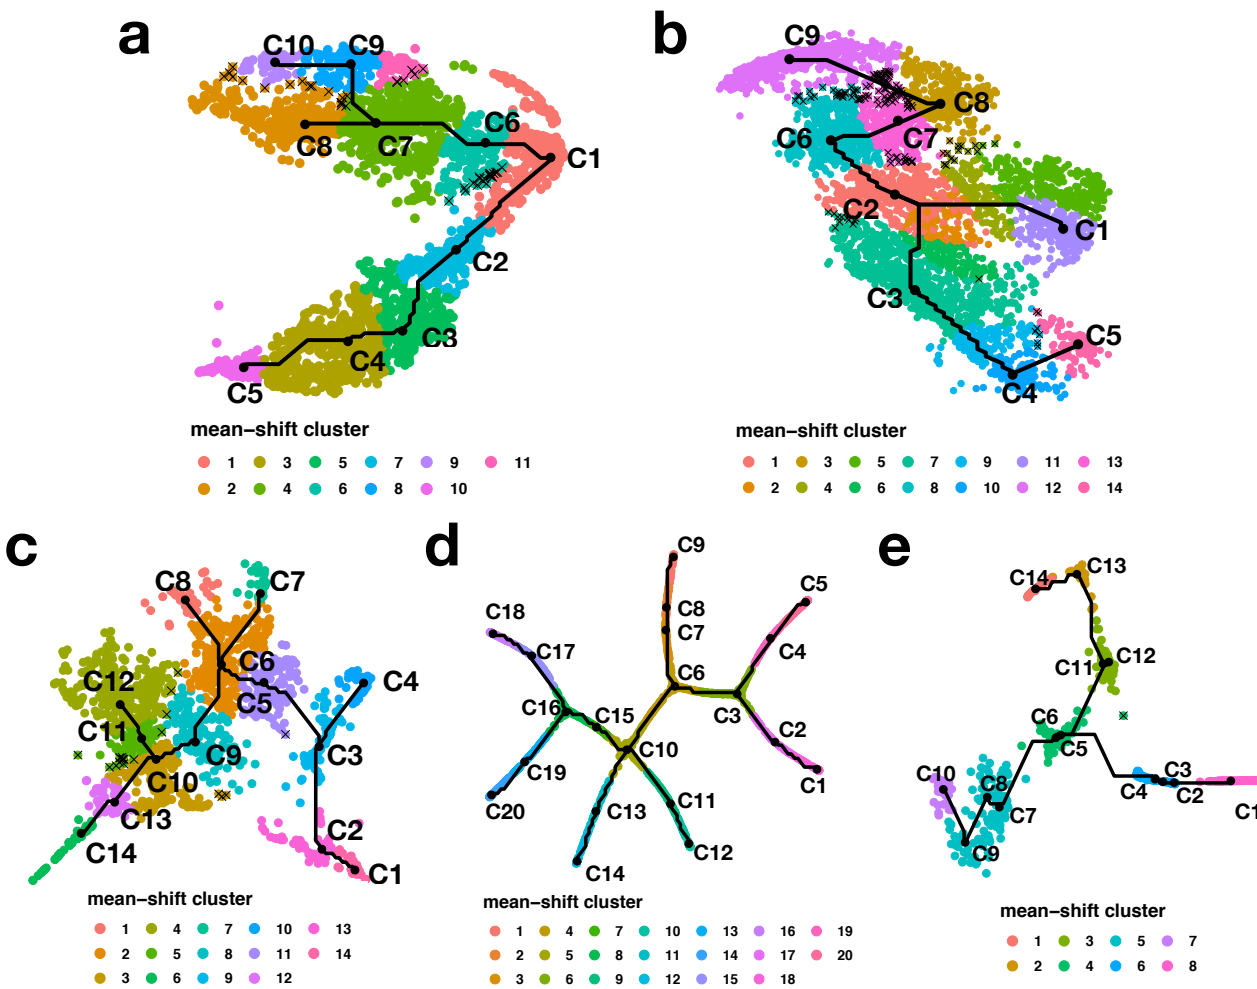 a
C10 C9
C6
C8 C7 C1
C2
C3
C4
C5
mean−shift cluster
1 3 5 7 9 11
2 4 6 8 10
b
C9
C8
C6 C7
C2
C1
C3
C5
C4
mean−shift cluster
1 3 5 7 9 11 13
2 4 6 8 10 12 14
c
C8 C7
C6
C12 C5 C4
C11
C9 C3
C10
C13
C2
C14
C1
mean−shift cluster
1 4 7 10 13
2 5 8 11 14
3 6 9 12
d
C9
C5
C18 C8
C7
C17 C4
C6
C16 C15 C3
C2
C10
C19 C1
C20 C13 C11
C12
C14
mean−shift cluster
1 4 7 10 13 16 19
2 5 8 11 14 17 20
3 6 9 12 15 18
e
C14 C13
C11 C12
C6
C5
C10 C8 C4 C3
C2
C7 C1
C9
mean−shift cluster
1 3 5 7
2 4 6 8